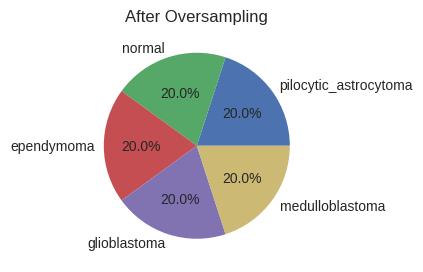 After Oversampling
normal
pilocytic_astrocytoma
20.0%
20.0%
ependymoma
20.0%
20.0%
20.0%
medulloblastoma
glioblastoma